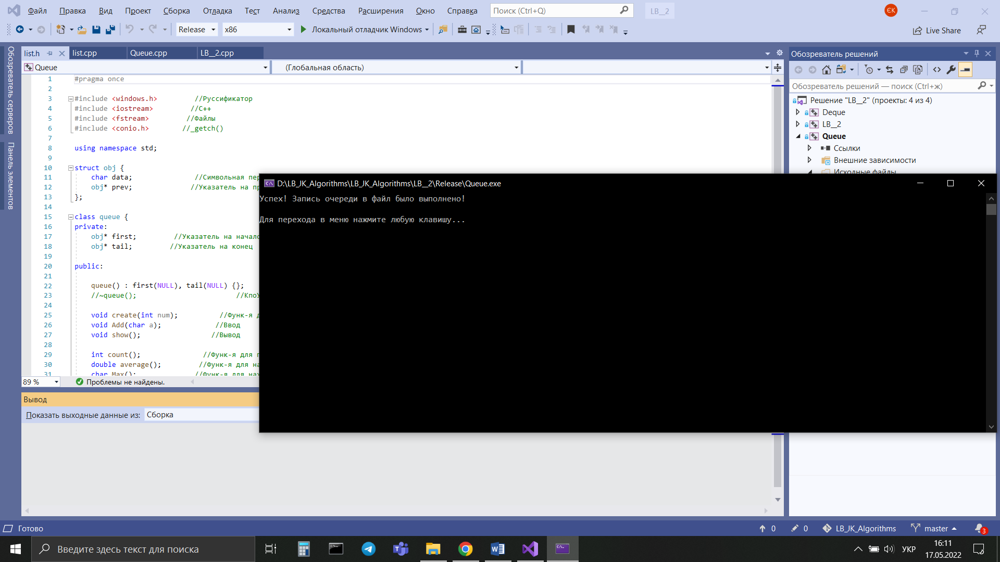 Файл Правка Вид Проект Сборка Отладка Тест Анализ Средства Расширения Окно Справка Поиск (Ctrl+Q) LB__2 ЄК
Release x86 Локальный отладчик Windows Live Share
Обозреватель серверов
Панель элементов
list.h list.cpp Queue.cpp LB__2.cpp
Queue (Глобальная область)
1 #pragma once
2
3 #include <windows.h> //Руссификатор
4 #include <iostream> //C++
5 #include <fstream> //Файлы
6 #include <conio.h> //_getch()
7
8 using namespace std;
9
10 struct obj {
11 char data; //Символьная пер
12 obj* prev; //Указатель на пр
13 };
14
15 class queue {
16 private:
17 obj* first; //Указатель на начало
18 obj* tail; //Указатель на конец
19
20 public:
21
22 queue() : first(NULL), tail(NULL) {};
23 //~queue(); //КпоУ
24
25 void create(int num); //Функ-я д
26 void Add(char a); //Ввод
27 void show(); //Вывод
28
29 int count(); //Функ-я для п
30 double average(); //Функ-я для на
31 char Max(); //Функ-я для нах
89 % Проблемы не найдены.
Вывод
Показать выходные данные из: Сборка
D:\LB_JK_Algorithms\LB_JK_Algorithms\LB__2\Release\Queue.exe
Успех! Запись очереди в файл было выполнено!
Для перехода в меню нажмите любую клавишу...
Обозреватель решений
Обозреватель решений — поиск (Ctrl+ж)
Решение "LB__2" (проекты: 4 из 4)
Deque
LB__2
Queue
Ссылки
Внешние зависимости
Исходные файлы
Готово 0 0 LB_JK_Algorithms master 3
Введите здесь текст для поиска
УКР
16:11
17.05.2022